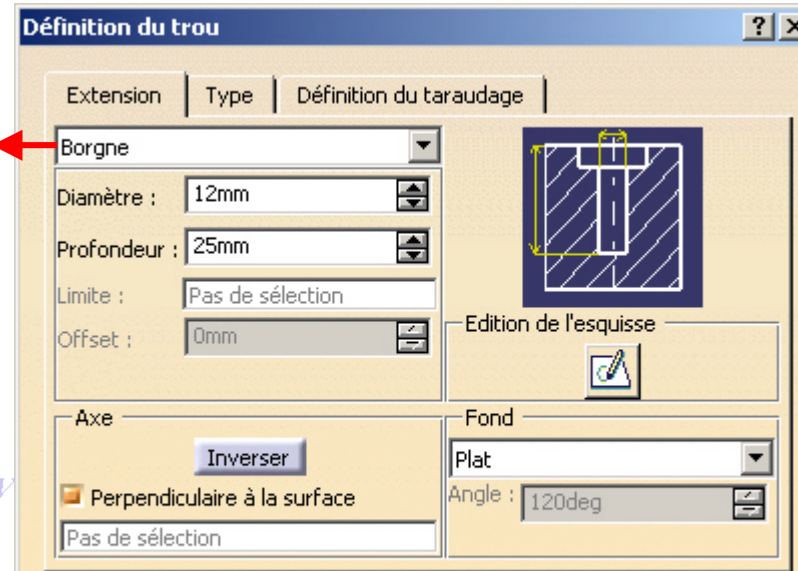 Définition du trou
Extension Type Définition du taraudage
Borgne
Diamètre : 12mm
Profondeur : 25mm
Limite : Pas de sélection
Offset : 0mm
Edition de l'esquisse
Axe
Inverser
Perpendiculaire à la surface
Pas de sélection
Fond
Plat
Angle : 120deg